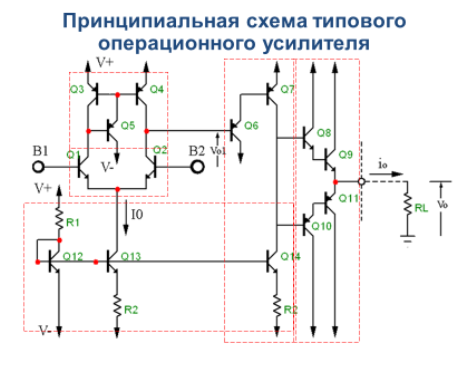 Принципиальная схема типового
операционного усилителя
V+
Q3 Q4 Q7
Q5 Q6 Q8
B1 Q1 V- Q2 B2 Vo1 Q9
io
V+ I0 Q11 Vo
R1 Q10 RL
Q12 Q13 Q14
R2 R2
V-